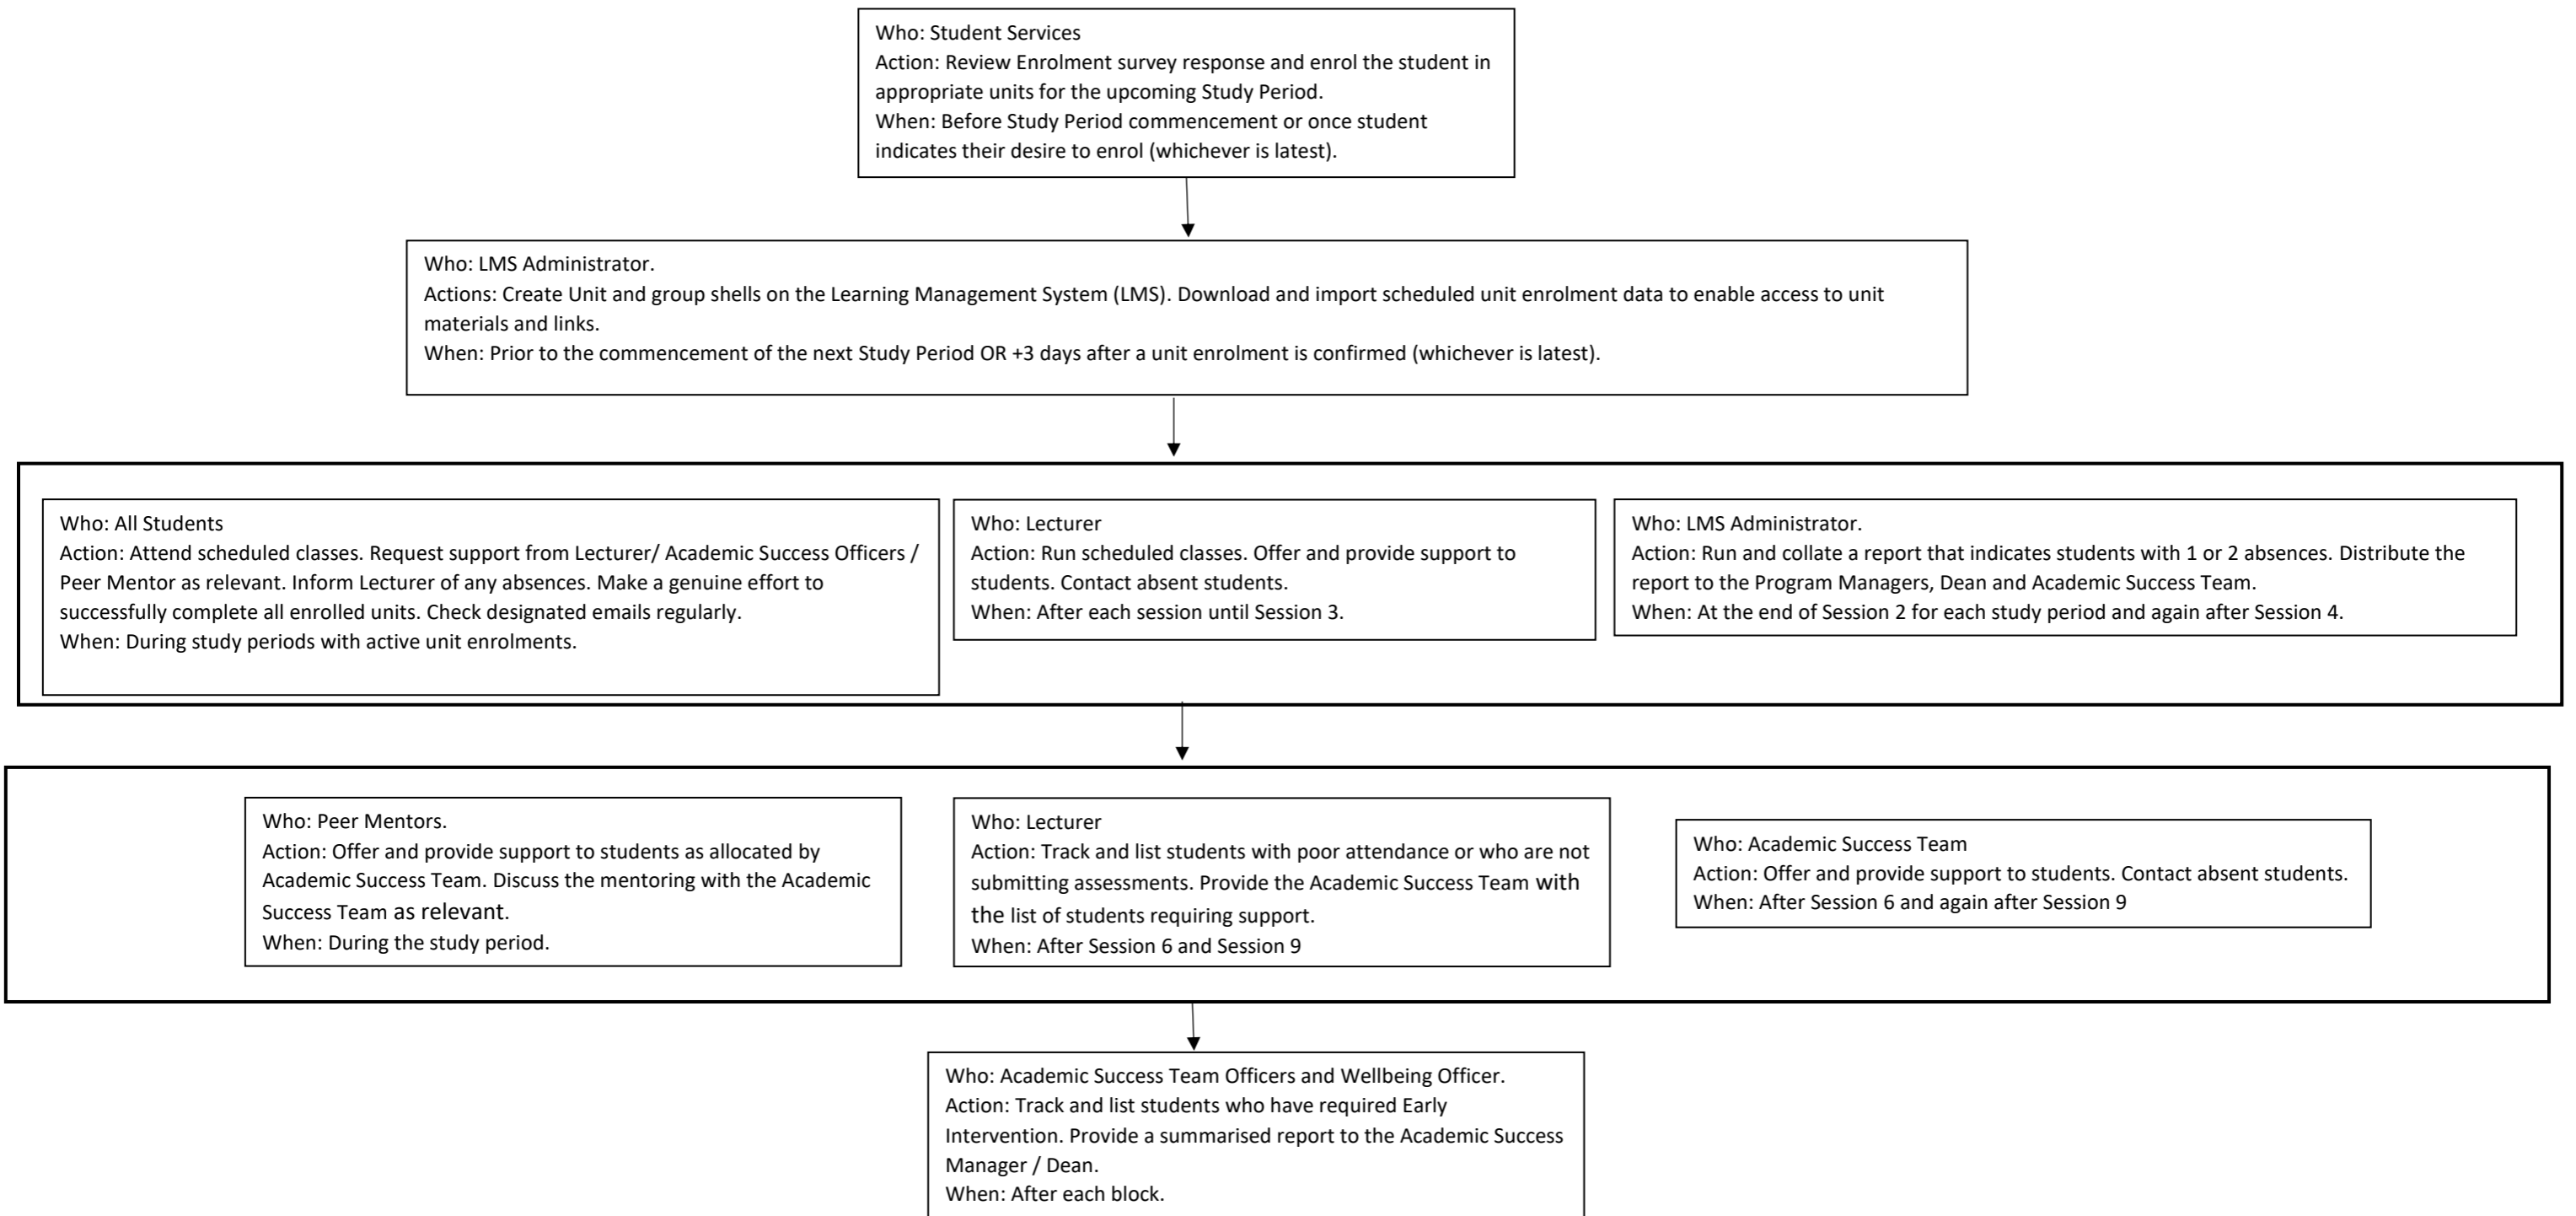 Who: Student Services
Action: Review Enrolment survey response and enrol the student in
appropriate units for the upcoming Study Period.
When: Before Study Period commencement or once student
indicates their desire to enrol (whichever is latest).
Who: LMS Administrator.
Actions: Create Unit and group shells on the Learning Management System (LMS). Download and import scheduled unit enrolment data to enable access to unit
materials and links.
When: Prior to the commencement of the next Study Period OR +3 days after a unit enrolment is confirmed (whichever is latest).
Who: All Students
Action: Attend scheduled classes. Request support from Lecturer/ Academic Success Officers /
Peer Mentor as relevant. Inform Lecturer of any absences. Make a genuine effort to
successfully complete all enrolled units. Check designated emails regularly.
When: During study periods with active unit enrolments.
Who: Lecturer
Action: Run scheduled classes. Offer and provide support to
students. Contact absent students.
When: After each session until Session 3.
Who: LMS Administrator.
Action: Run and collate a report that indicates students with 1 or 2 absences. Distribute the
report to the Program Managers, Dean and Academic Success Team.
When: At the end of Session 2 for each study period and again after Session 4.
Who: Peer Mentors.
Action: Offer and provide support to students as allocated by
Academic Success Team. Discuss the mentoring with the Academic
Success Team as relevant.
When: During the study period.
Who: Lecturer
Action: Track and list students with poor attendance or who are not
submitting assessments. Provide the Academic Success Team with
the list of students requiring support.
When: After Session 6 and Session 9
Who: Academic Success Team
Action: Offer and provide support to students. Contact absent students.
When: After Session 6 and again after Session 9
Who: Academic Success Team Officers and Wellbeing Officer.
Action: Track and list students who have required Early
Intervention. Provide a summarised report to the Academic Success
Manager / Dean.
When: After each block.